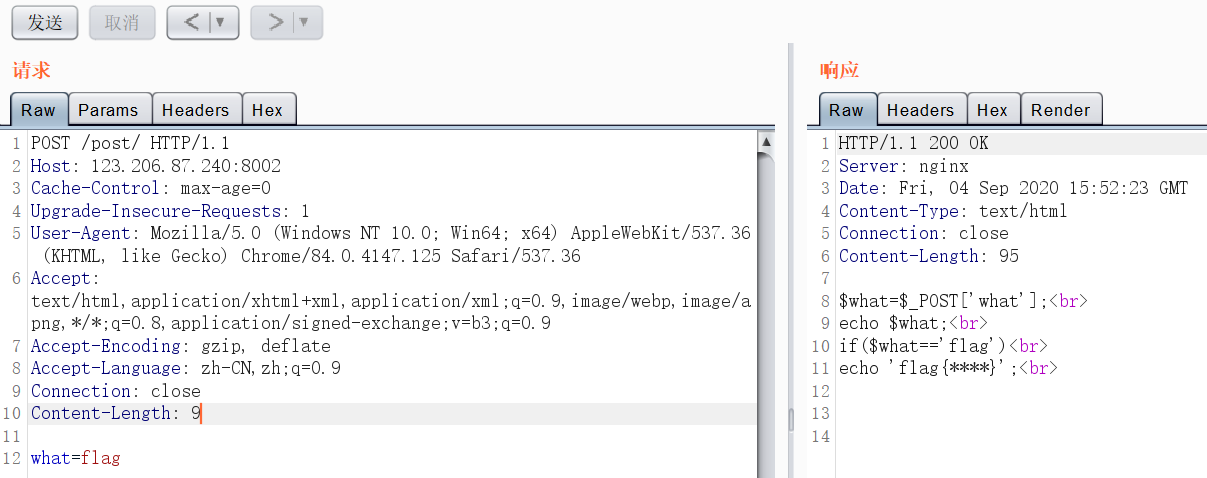 发送 取消 < | ▼ > | ▼
请求
Raw Params Headers Hex
1 POST /post/ HTTP/1.1
2 Host: 123.206.87.240:8002
3 Cache-Control: max-age=0
4 Upgrade-Insecure-Requests: 1
5 User-Agent: Mozilla/5.0 (Windows NT 10.0; Win64; x64) AppleWebKit/537.36
(KHTML, like Gecko) Chrome/84.0.4147.125 Safari/537.36
6 Accept:
text/html,application/xhtml+xml,application/xml;q=0.9,image/webp,image/a
png,*/*;q=0.8,application/signed-exchange;v=b3;q=0.9
7 Accept-Encoding: gzip, deflate
8 Accept-Language: zh-CN,zh;q=0.9
9 Connection: close
10 Content-Length: 9
11
12 what=flag
响应
Raw Headers Hex Render
1 HTTP/1.1 200 OK
2 Server: nginx
3 Date: Fri, 04 Sep 2020 15:52:23 GMT
4 Content-Type: text/html
5 Connection: close
6 Content-Length: 95
7
8 $what=$_POST['what'];<br>
9 echo $what;<br>
10 if($what=='flag')<br>
11 echo 'flag{****}';<br>
12
13
14